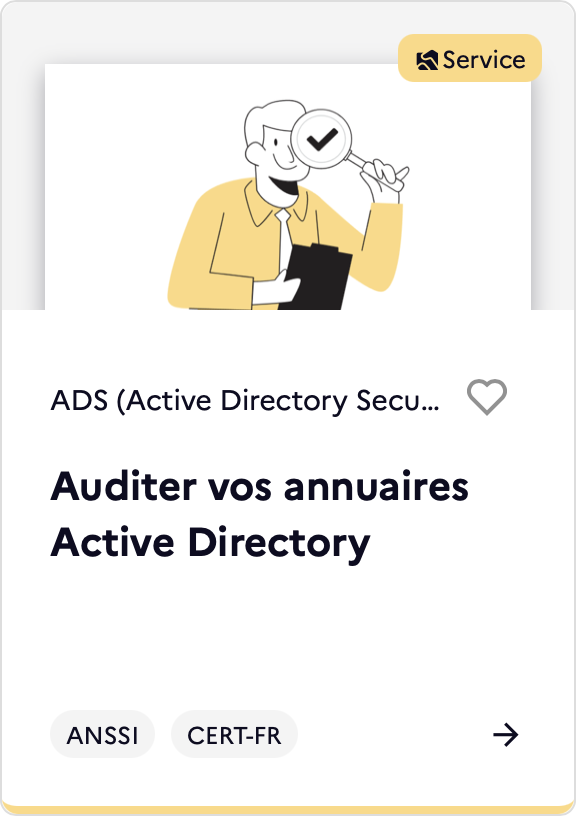 Service
ADS (Active Directory Secu...
Auditer vos annuaires
Active Directory
ANSSI
CERT-FR